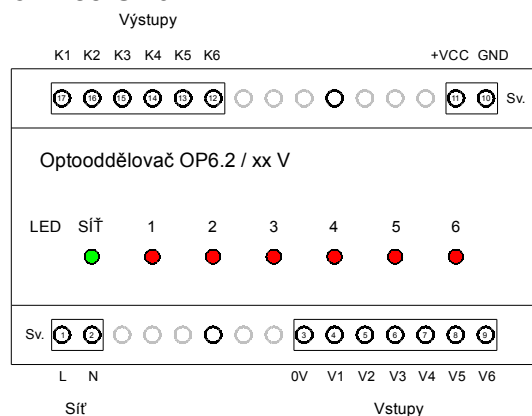 Výstupy
K1 K2 K3 K4 K5 K6 +VCC GND
17 16 15 14 13 12 11 10 Sv.
Optooddělovač OP6.2 / xx V
LED SÍŤ 1 2 3 4 5 6
Sv. 1 2 3 4 5 6 7 8 9
L N 0V V1 V2 V3 V4 V5 V6
Síť Vstupy